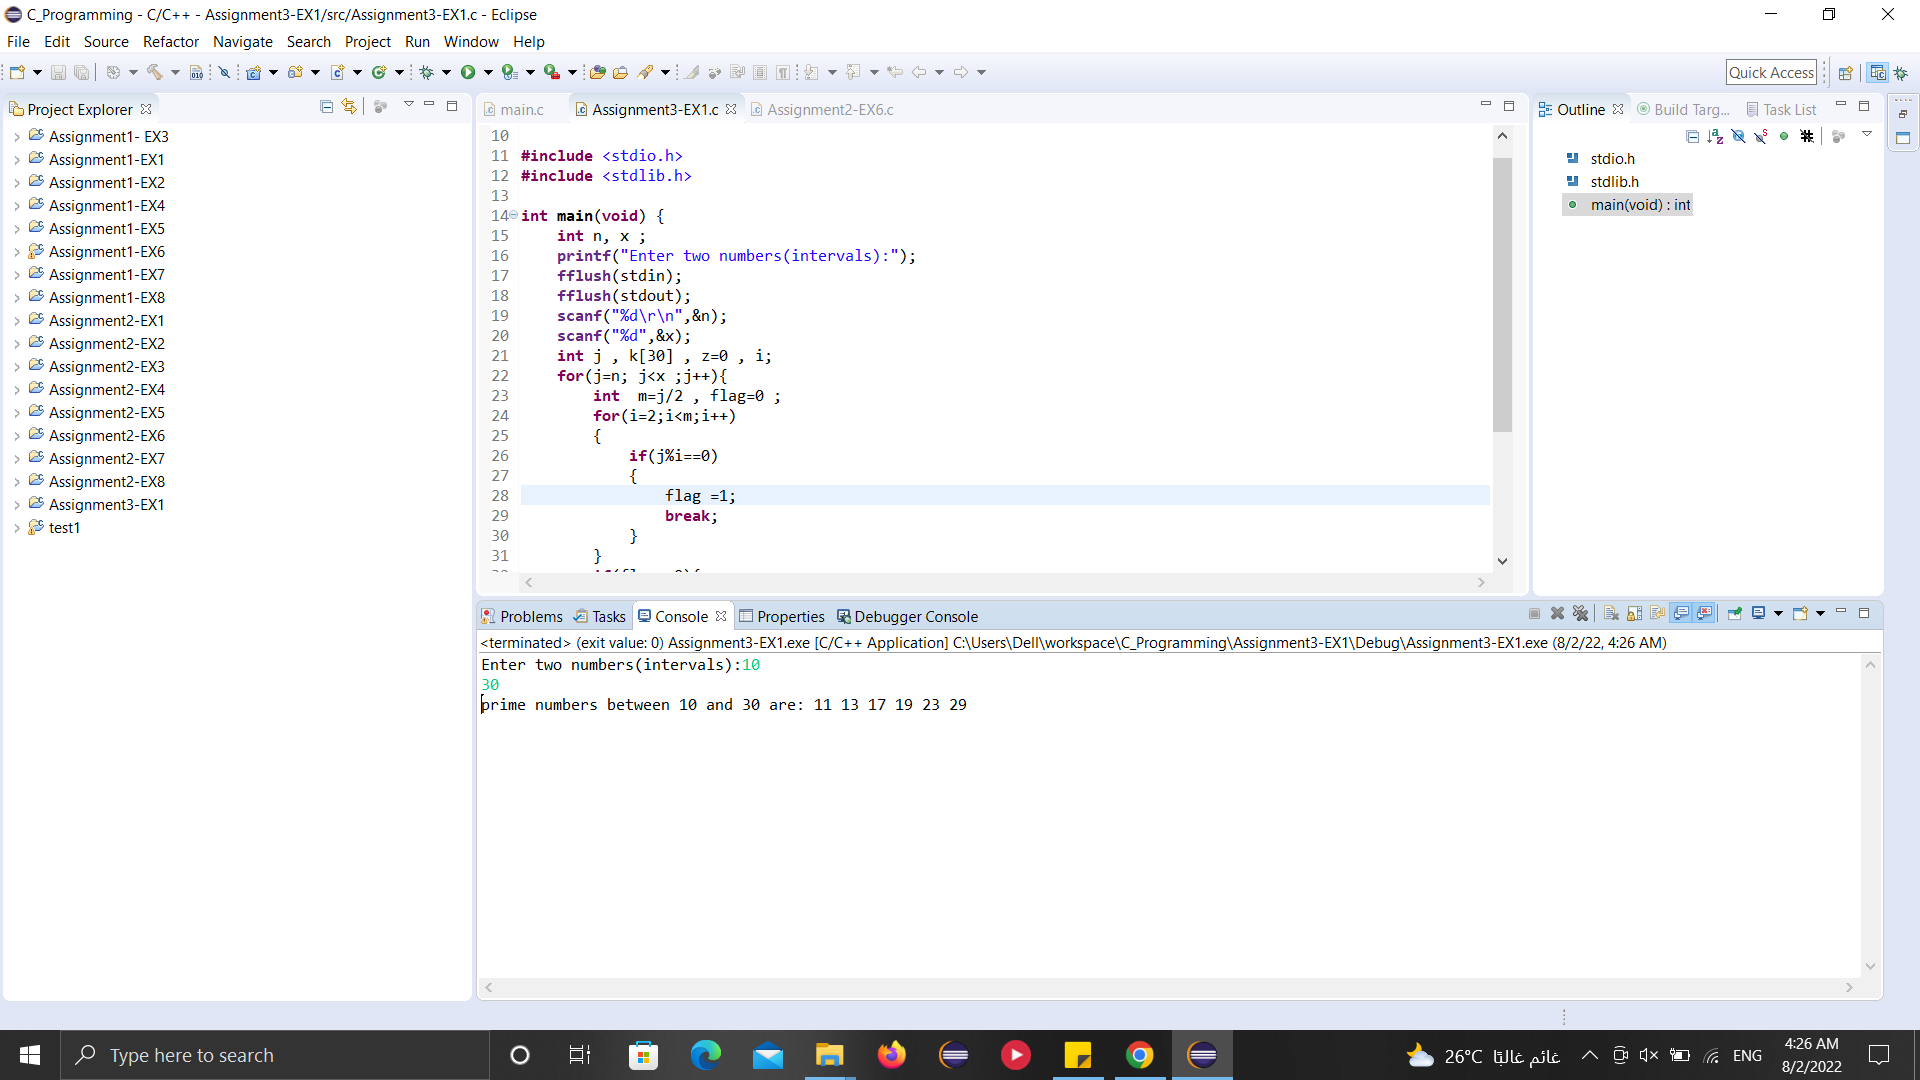 C_Programming - C/C++ - Assignment3-EX1/src/Assignment3-EX1.c - Eclipse
File Edit Source Refactor Navigate Search Project Run Window Help
Quick Access
Project Explorer
Assignment1- EX3
Assignment1-EX1
Assignment1-EX2
Assignment1-EX4
Assignment1-EX5
Assignment1-EX6
Assignment1-EX7
Assignment1-EX8
Assignment2-EX1
Assignment2-EX2
Assignment2-EX3
Assignment2-EX4
Assignment2-EX5
Assignment2-EX6
Assignment2-EX7
Assignment2-EX8
Assignment3-EX1
test1
main.c Assignment3-EX1.c Assignment2-EX6.c
10
11 #include <stdio.h>
12 #include <stdlib.h>
13
14 int main(void) {
15 int n, x ;
16 printf("Enter two numbers(intervals):");
17 fflush(stdin);
18 fflush(stdout);
19 scanf("%d\r\n",&n);
20 scanf("%d",&x);
21 int j , k[30] , z=0 , i;
22 for(j=n; j<x ;j++){
23 int  m=j/2 , flag=0 ;
24 for(i=2;i<m;i++)
25 {
26 if(j%i==0)
27 {
28 flag =1;
29 break;
30 }
31 }
Outline Build Targ... Task List
stdio.h
stdlib.h
main(void) : int
Problems Tasks Console Properties Debugger Console
<terminated> (exit value: 0) Assignment3-EX1.exe [C/C++ Application] C:\Users\Dell\workspace\C_Programming\Assignment3-EX1\Debug\Assignment3-EX1.exe (8/2/22, 4:26 AM)
Enter two numbers(intervals):10
30
prime numbers between 10 and 30 are: 11 13 17 19 23 29
Type here to search
26°C غائم غالبًا
ENG
4:26 AM
8/2/2022